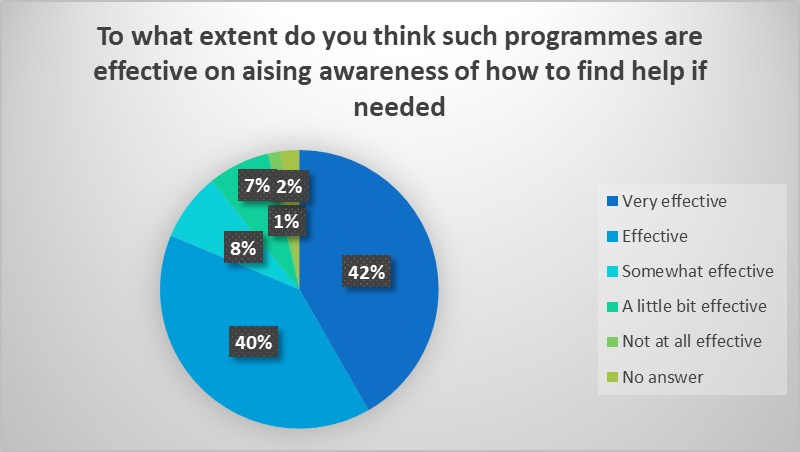 To what extent do you think such programmes are
effective on aising awareness of how to find help if
needed
7%
2%
1%
8%
42%
40%
Very effective
Effective
Somewhat effective
A little bit effective
Not at all effective
No answer